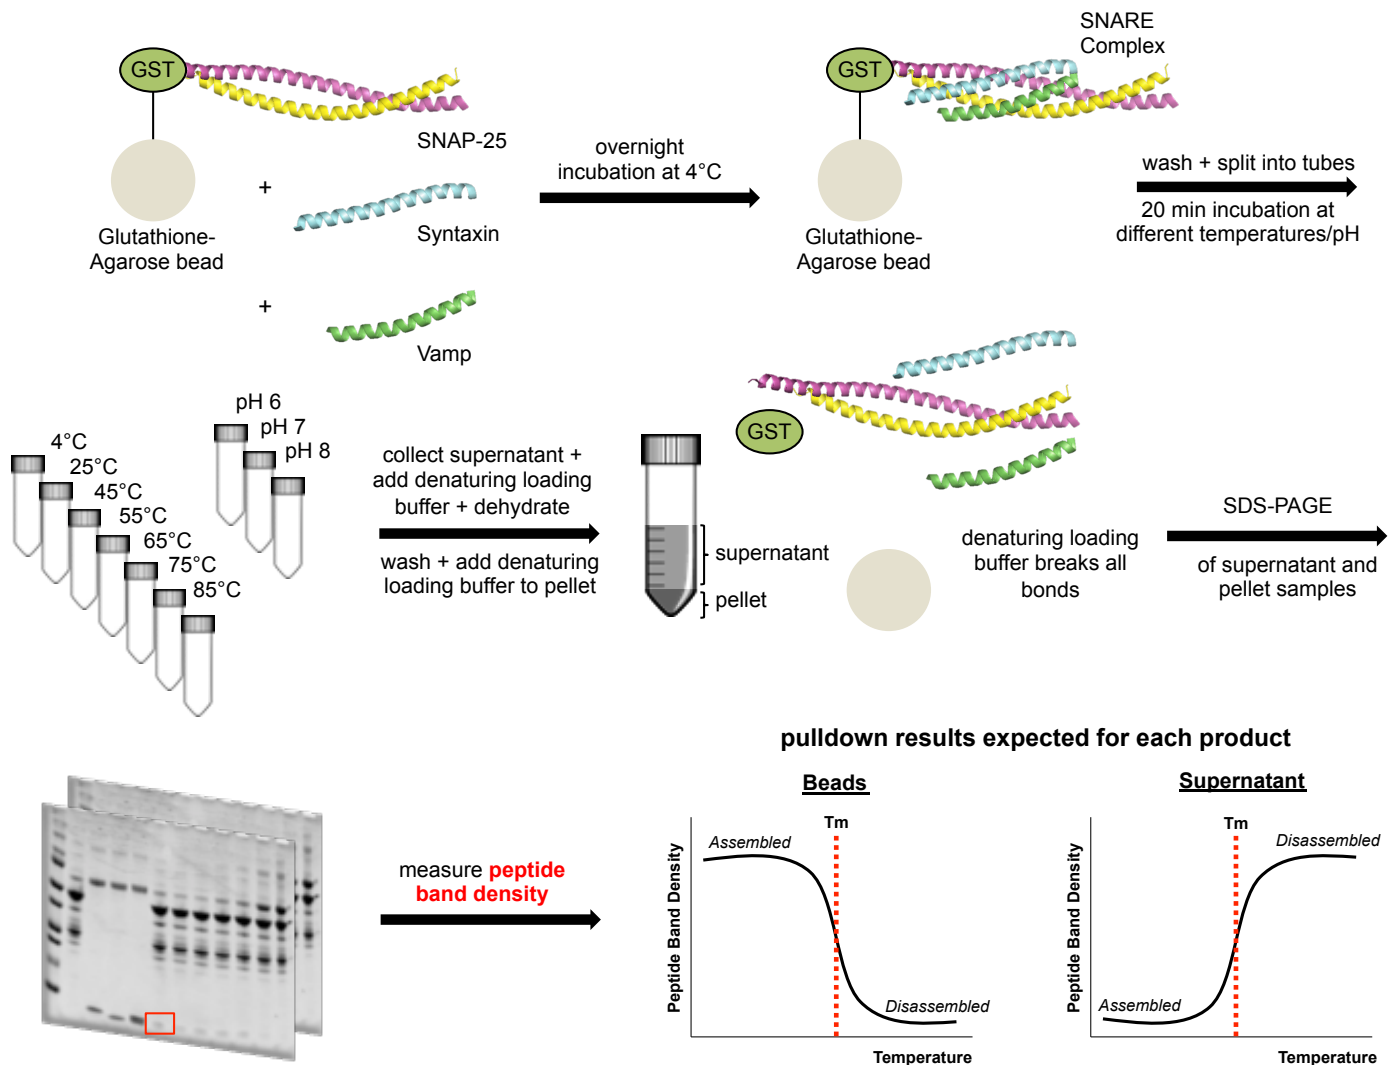 GST
SNAP-25
+
Glutathione-
Agarose bead
Syntaxin
+
Vamp
overnight
incubation at 4°C
SNARE
Complex
GST
Glutathione-
Agarose bead
wash + split into tubes
20 min incubation at
different temperatures/pH
4°C
25°C
45°C
55°C
65°C
75°C
85°C
pH 6
pH 7
pH 8
collect supernatant +
add denaturing loading
buffer + dehydrate
wash + add denaturing
loading buffer to pellet
GST
supernatant
pellet
denaturing loading
buffer breaks all
bonds
SDS-PAGE
of supernatant and
pellet samples
measure peptide
band density
pulldown results expected for each product
Beads
Tm
Assembled
Disassembled
Peptide Band Density
Temperature
Supernatant
Tm
Disassembled
Assembled
Peptide Band Density
Temperature